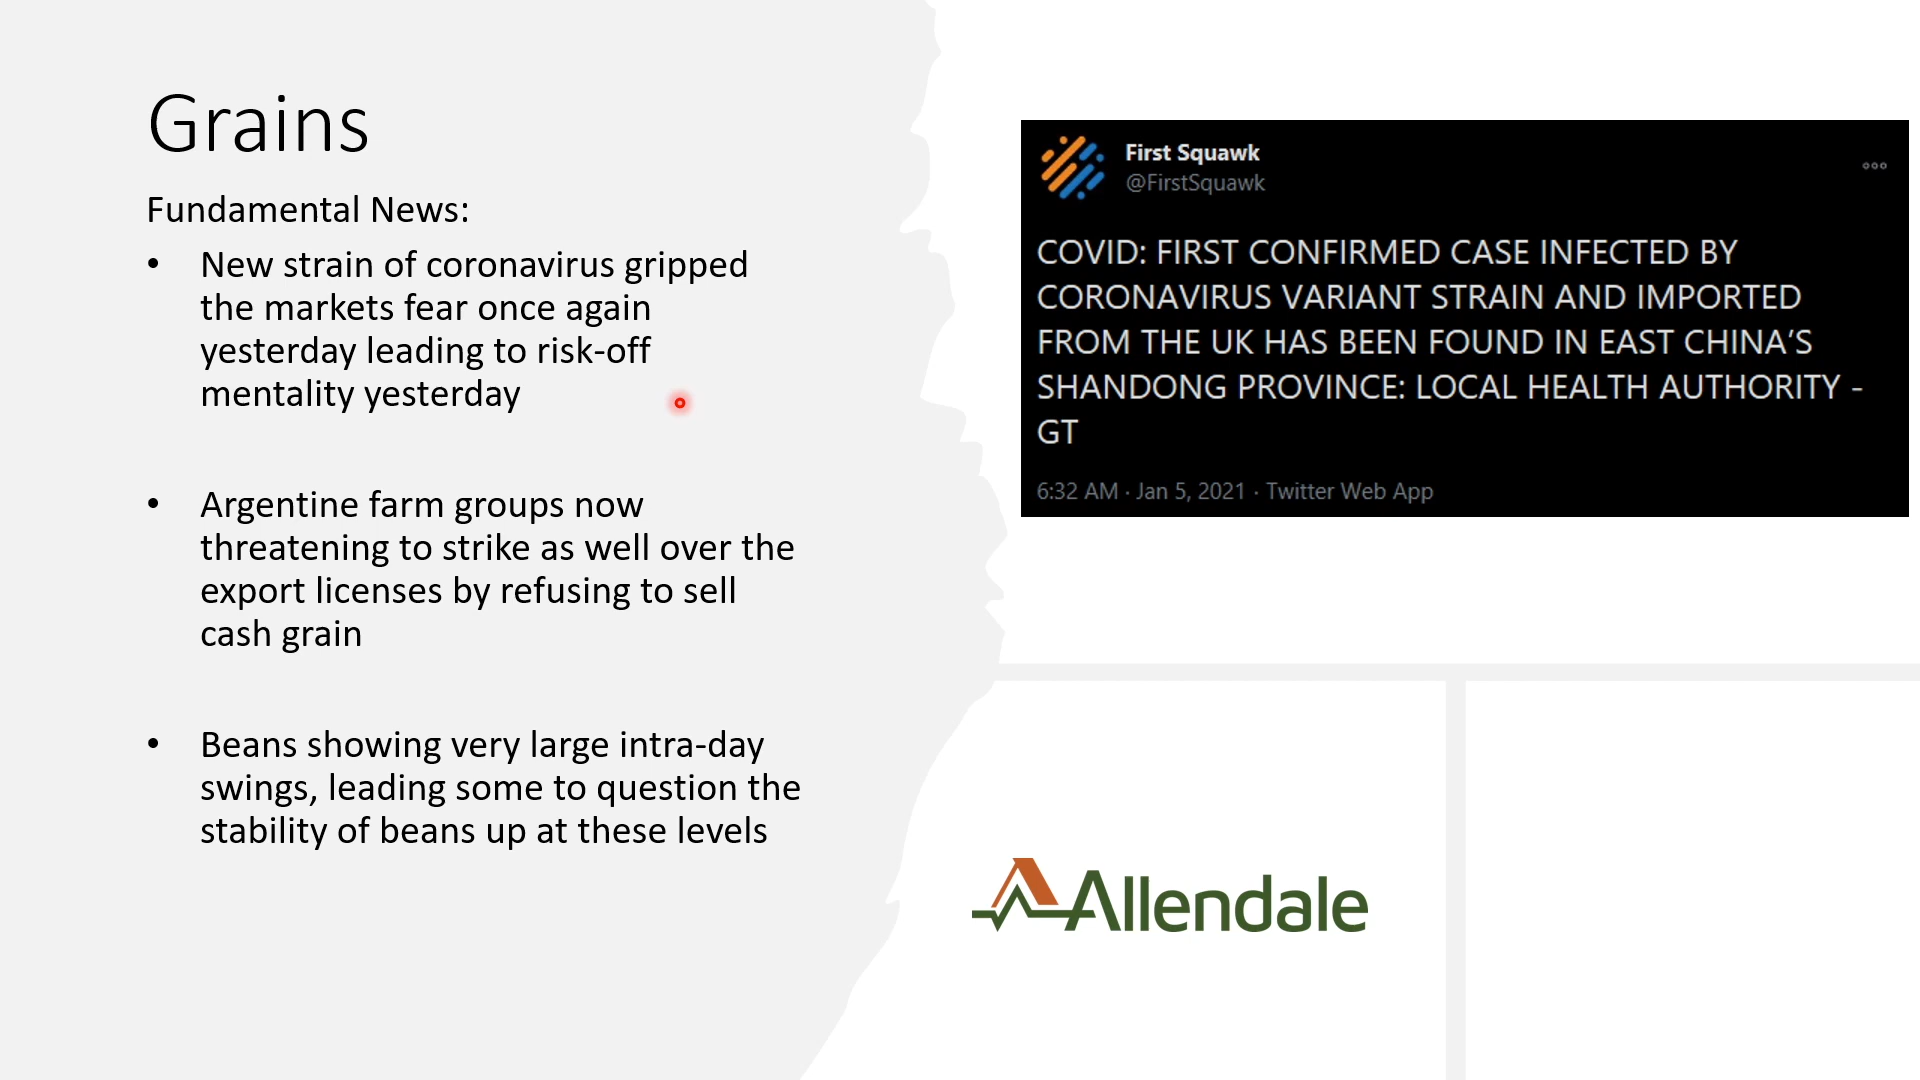 Grains
Fundamental News:
• New strain of coronavirus gripped
the markets fear once again
yesterday leading to risk-off
mentality yesterday
• Argentine farm groups now
threatening to strike as well over the
export licenses by refusing to sell
cash grain
• Beans showing very large intra-day
swings, leading some to question the
stability of beans up at these levels
First Squawk
@FirstSquawk
COVID: FIRST CONFIRMED CASE INFECTED BY
CORONAVIRUS VARIANT STRAIN AND IMPORTED
FROM THE UK HAS BEEN FOUND IN EAST CHINA’S
SHANDONG PROVINCE: LOCAL HEALTH AUTHORITY -
GT
6:32 AM · Jan 5, 2021 · Twitter Web App
Allendale